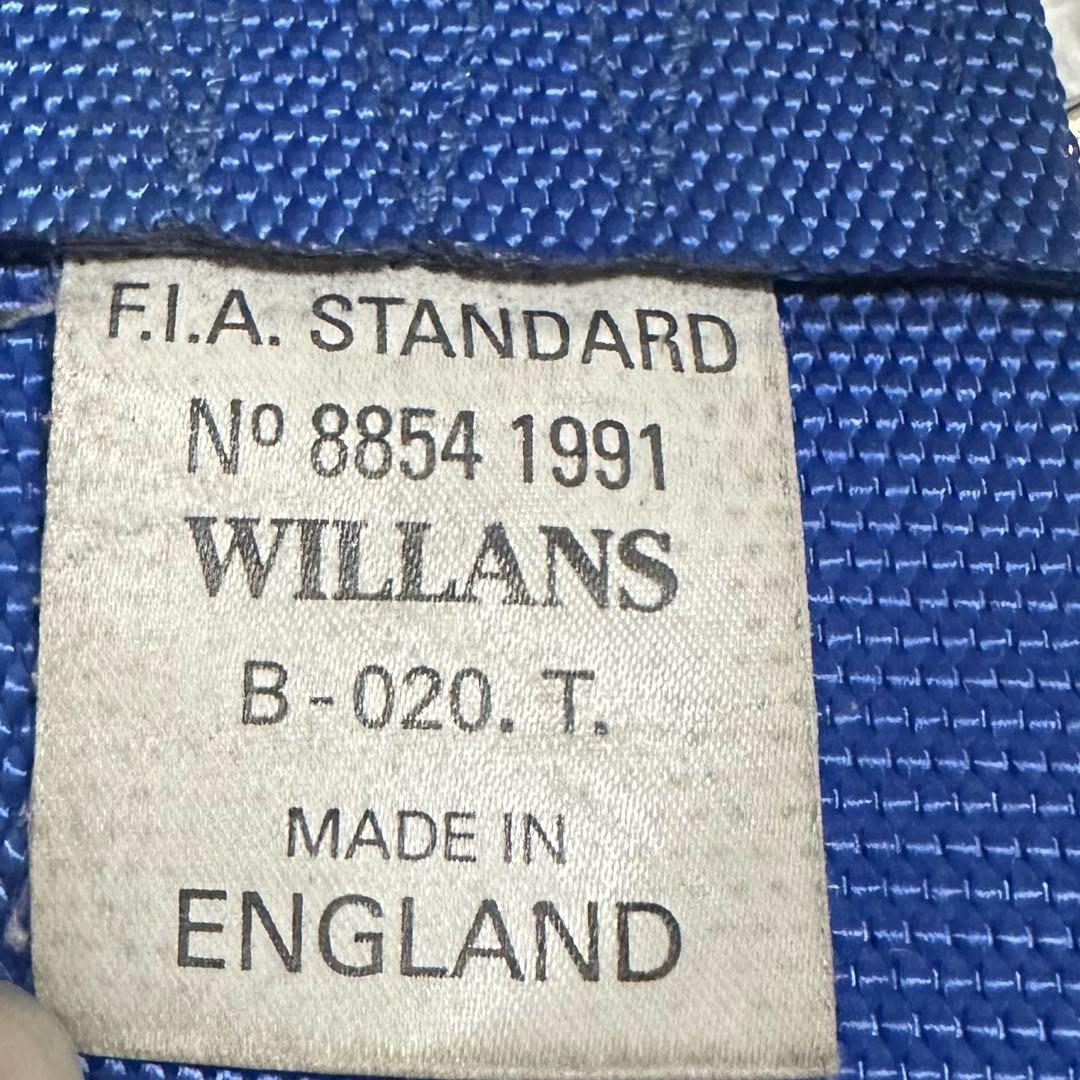 F.I.A. STANDARD
Nº 8854 1991
WILLANS
B-020. T.
MADE IN
ENGLAND